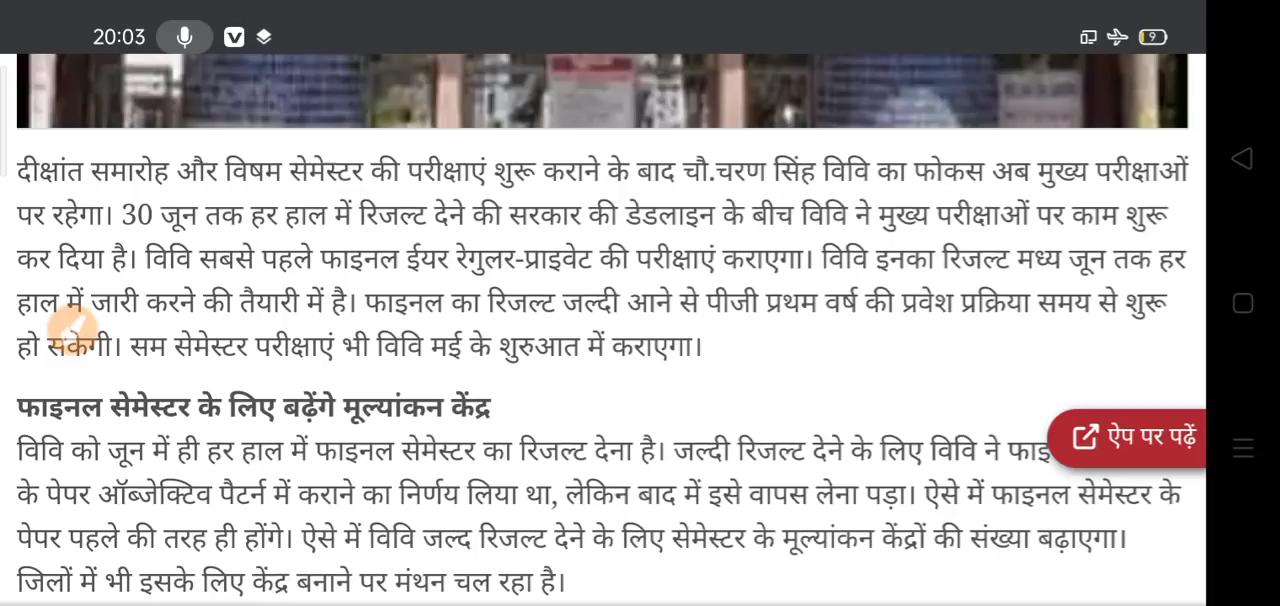 20:03
9
दीक्षांत समारोह और विषम सेमेस्टर की परीक्षाएं शुरू कराने के बाद चौ.चरण सिंह विवि का फोकस अब मुख्य परीक्षाओं
पर रहेगा। 30 जून तक हर हाल में रिजल्ट देने की सरकार की डेडलाइन के बीच विवि ने मुख्य परीक्षाओं पर काम शुरू
कर दिया है। विवि सबसे पहले फाइनल ईयर रेगुलर-प्राइवेट की परीक्षाएं कराएगा। विवि इनका रिजल्ट मध्य जून तक हर
हाल में जारी करने की तैयारी में है। फाइनल का रिजल्ट जल्दी आने से पीजी प्रथम वर्ष की प्रवेश प्रक्रिया समय से शुरू
हो सकेगी। सम सेमेस्टर परीक्षाएं भी विवि मई के शुरुआत में कराएगा।
फाइनल सेमेस्टर के लिए बढ़ेंगे मूल्यांकन केंद्र
विवि को जून में ही हर हाल में फाइनल सेमेस्टर का रिजल्ट देना है। जल्दी रिजल्ट देने के लिए विवि ने फाइ
ऐप पर पढ़ें
के पेपर ऑब्जेक्टिव पैटर्न में कराने का निर्णय लिया था, लेकिन बाद में इसे वापस लेना पड़ा। ऐसे में फाइनल सेमेस्टर के
पेपर पहले की तरह ही होंगे। ऐसे में विवि जल्द रिजल्ट देने के लिए सेमेस्टर के मूल्यांकन केंद्रों की संख्या बढ़ाएगा।
जिलों में भी इसके लिए केंद्र बनाने पर मंथन चल रहा है।